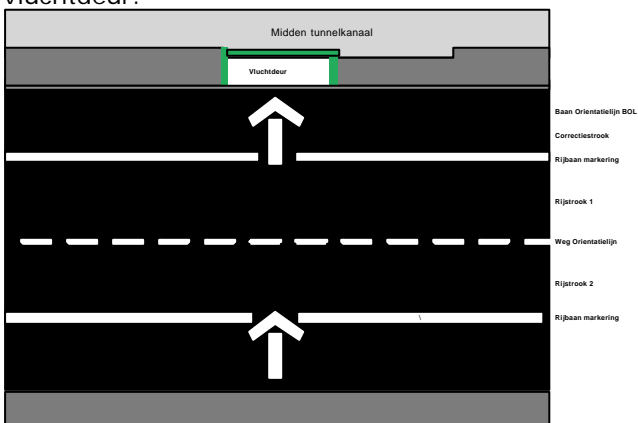 vluchtdeur.
Midden tunnelkanaal
Vluchtdeur
Baan Orientatielijn BOL
Correctiestrook
Rijbaan markering
Rijstrook 1
Weg Orientatielijn
Rijstrook 2
Rijbaan markering
\